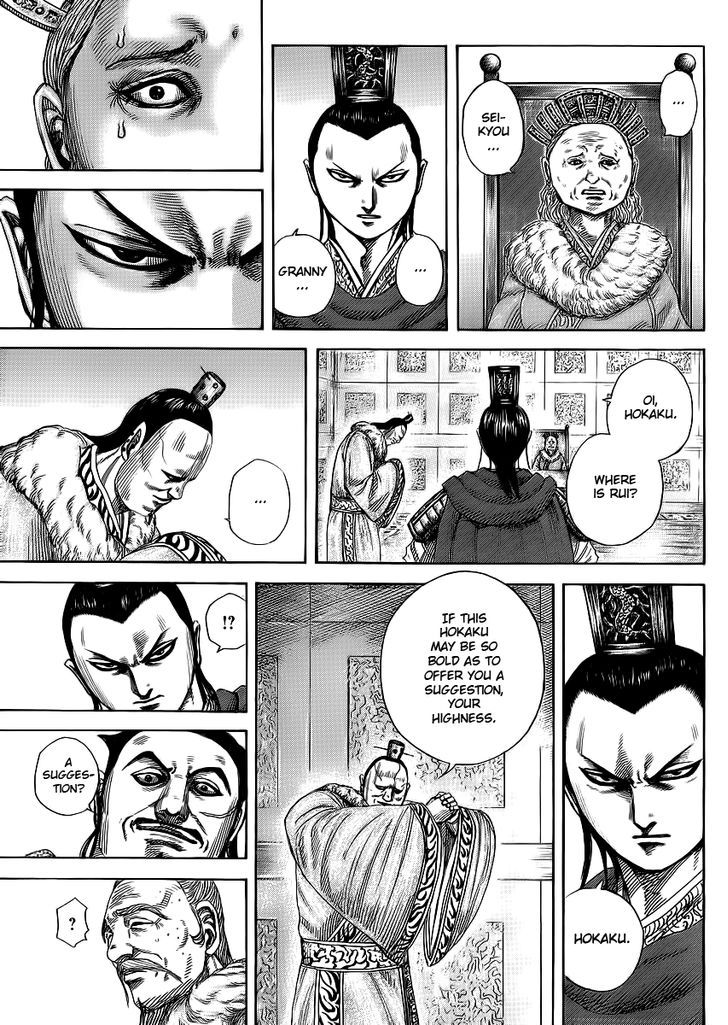 ...
SEI-
KYOU
...
...
GRANNY
...
OI,
HOKAKU.
WHERE
IS RUI?
...
HOKAKU.
IF THIS
HOKAKU
MAY BE SO
BOLD AS TO
OFFER YOU A
SUGGESTION,
YOUR
HIGHNESS.
!?
A
SUGGES-
TION?
?